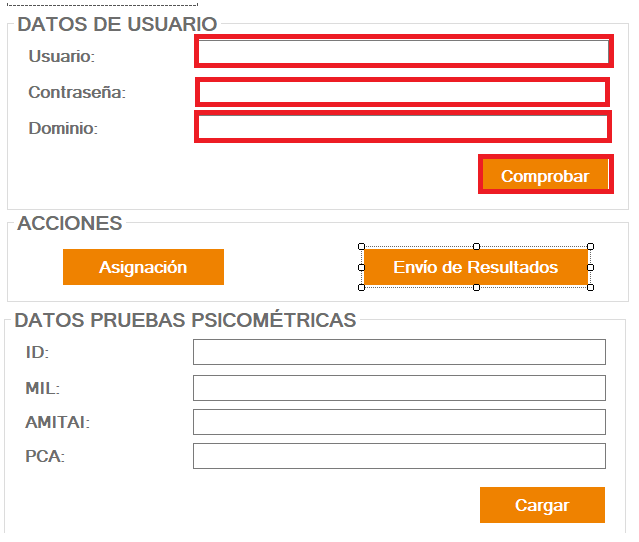 DATOS DE USUARIO
Usuario:
Contraseña:
Dominio:
Comprobar
ACCIONES
Asignación Envío de Resultados
DATOS PRUEBAS PSICOMÉTRICAS
ID:
MIL:
AMITAI:
PCA:
Cargar